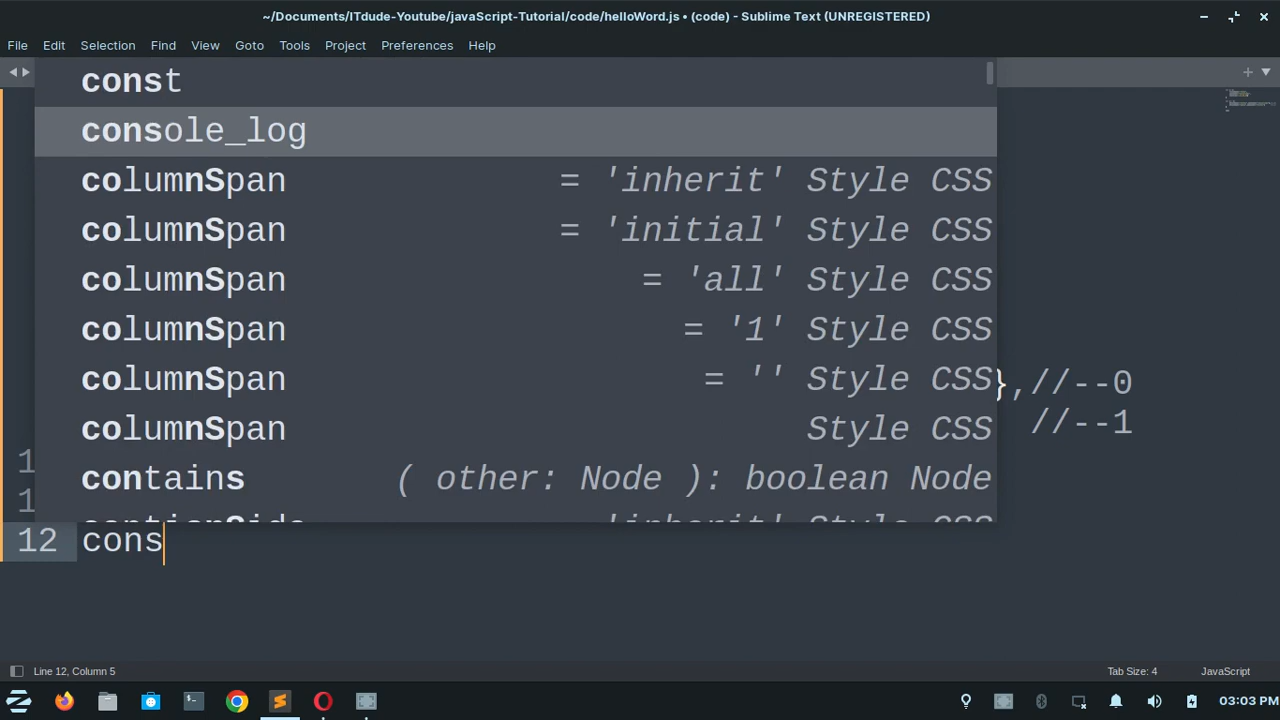 ~/Documents/ITdude-Youtube/javaScript-Tutorial/code/helloWord.js • (code) - Sublime Text (UNREGISTERED)
File Edit Selection Find View Goto Tools Project Preferences Help
const
console_log
columnSpan = 'inherit' Style CSS
columnSpan = 'initial' Style CSS
columnSpan = 'all' Style CSS
columnSpan = '1' Style CSS
columnSpan = '' Style CSS
},//--0
columnSpan Style CSS
//--1
contains ( other: Node ): boolean Node
12 cons
Line 12, Column 5 Tab Size: 4 JavaScript
03:03 PM